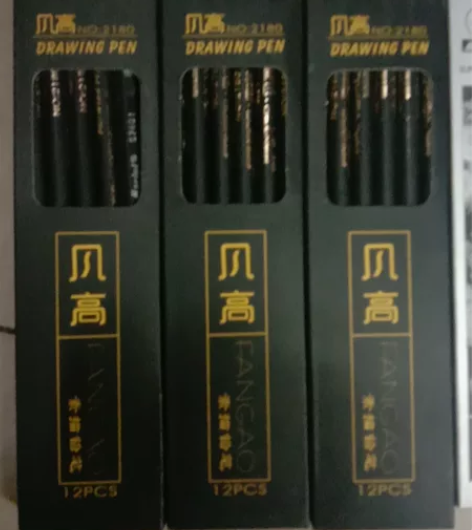 凡高 NO:2180
DRAWING PEN
凡高
素描铅笔
12PCS
凡高 NO:2180
DRAWING PEN
凡高
FANGAO
素描铅笔
12PCS
凡高 NO:2180
DRAWING PEN
凡高
FANGAO
素描铅笔
12PCS